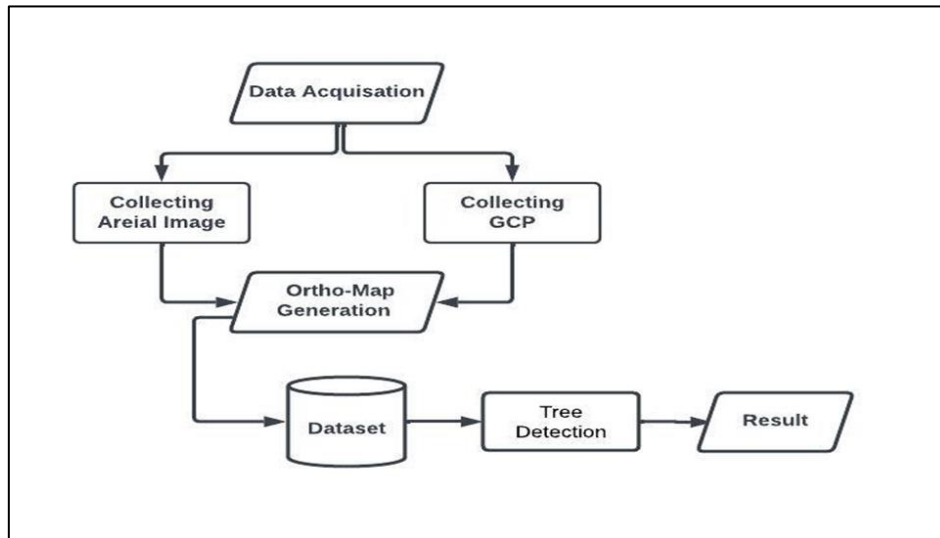 Data Acquisation
Collecting
Areial Image
Collecting
GCP
Ortho-Map
Generation
Dataset
Tree
Detection
Result